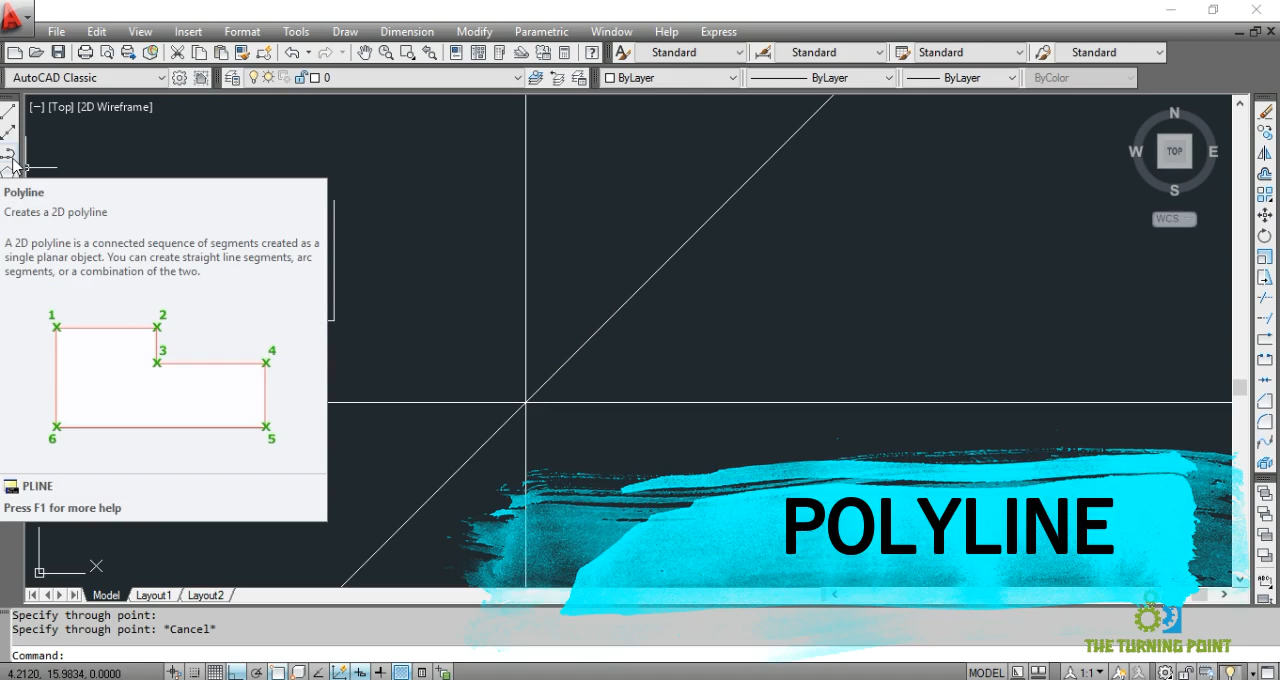 File Edit View Insert Format Tools Draw Dimension Modify Parametric Window Help Express
Standard Standard Standard Standard
AutoCAD Classic 0 ByLayer ByLayer ByLayer ByColor
[−] [Top] [2D Wireframe]
N
W TOP E
S
WCS
Polyline
Creates a 2D polyline
A 2D polyline is a connected sequence of segments created as a
single planar object. You can create straight line segments, arc
segments, or a combination of the two.
1 2
3 4
6 5
PLINE
Press F1 for more help
POLYLINE
X
Model Layout1 Layout2
Specify through point:
Specify through point: *Cancel*
Command:
THE TURNING POINT
4.2120, 15.9834, 0.0000 MODEL 1:1